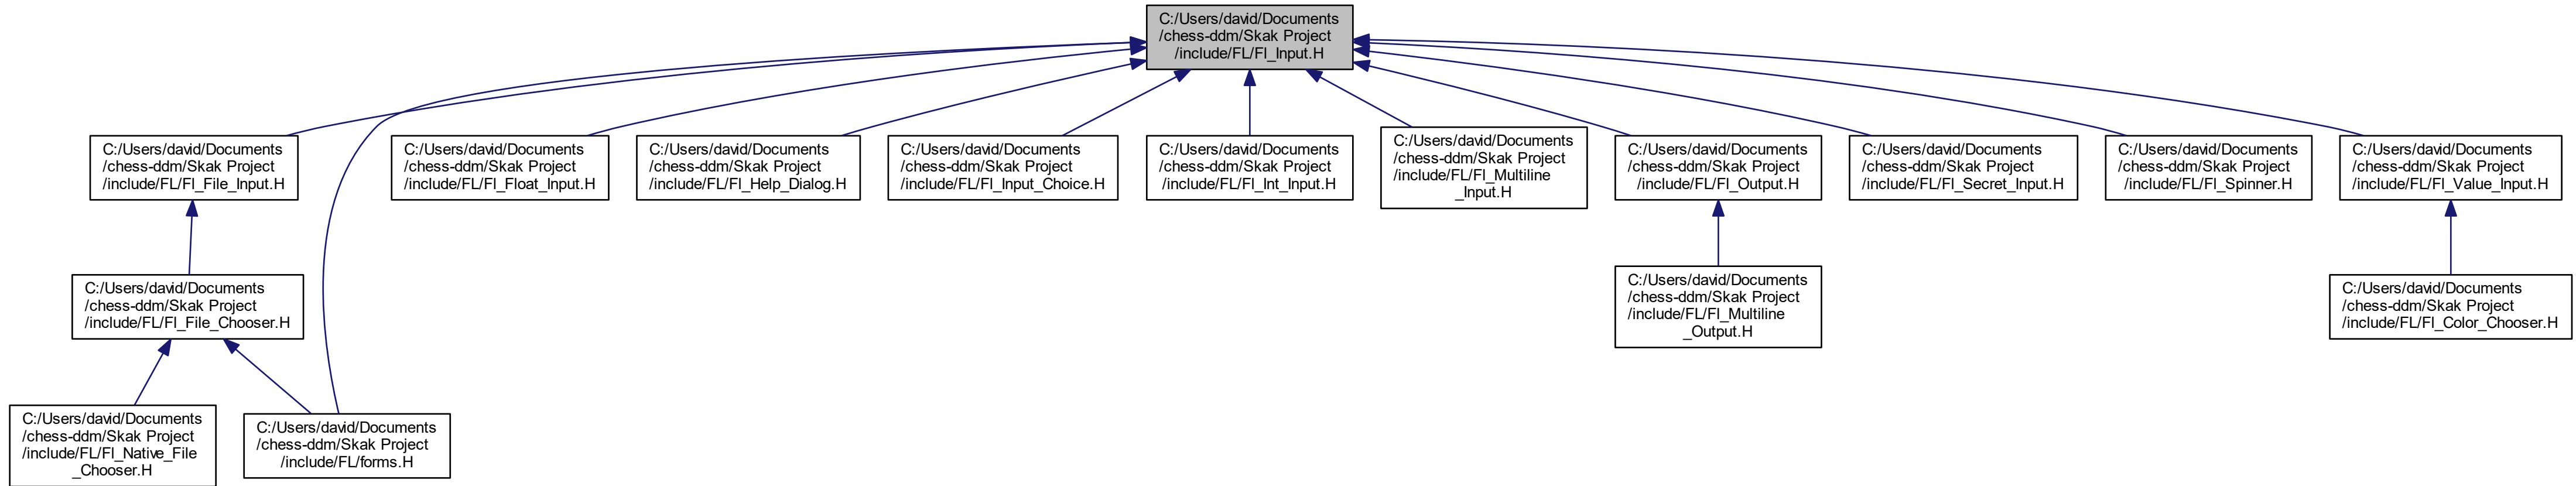 C:/Users/david/Documents
/chess-ddm/Skak Project
/include/FL/Fl_Input.H
C:/Users/david/Documents
/chess-ddm/Skak Project
/include/FL/Fl_File_Input.H
C:/Users/david/Documents
/chess-ddm/Skak Project
/include/FL/Fl_Float_Input.H
C:/Users/david/Documents
/chess-ddm/Skak Project
/include/FL/Fl_Help_Dialog.H
C:/Users/david/Documents
/chess-ddm/Skak Project
/include/FL/Fl_Input_Choice.H
C:/Users/david/Documents
/chess-ddm/Skak Project
/include/FL/Fl_Int_Input.H
C:/Users/david/Documents
/chess-ddm/Skak Project
/include/FL/Fl_Multiline
_Input.H
C:/Users/david/Documents
/chess-ddm/Skak Project
/include/FL/Fl_Output.H
C:/Users/david/Documents
/chess-ddm/Skak Project
/include/FL/Fl_Secret_Input.H
C:/Users/david/Documents
/chess-ddm/Skak Project
/include/FL/Fl_Spinner.H
C:/Users/david/Documents
/chess-ddm/Skak Project
/include/FL/Fl_Value_Input.H
C:/Users/david/Documents
/chess-ddm/Skak Project
/include/FL/Fl_File_Chooser.H
C:/Users/david/Documents
/chess-ddm/Skak Project
/include/FL/Fl_Multiline
_Output.H
C:/Users/david/Documents
/chess-ddm/Skak Project
/include/FL/Fl_Color_Chooser.H
C:/Users/david/Documents
/chess-ddm/Skak Project
/include/FL/Fl_Native_File
_Chooser.H
C:/Users/david/Documents
/chess-ddm/Skak Project
/include/FL/forms.H